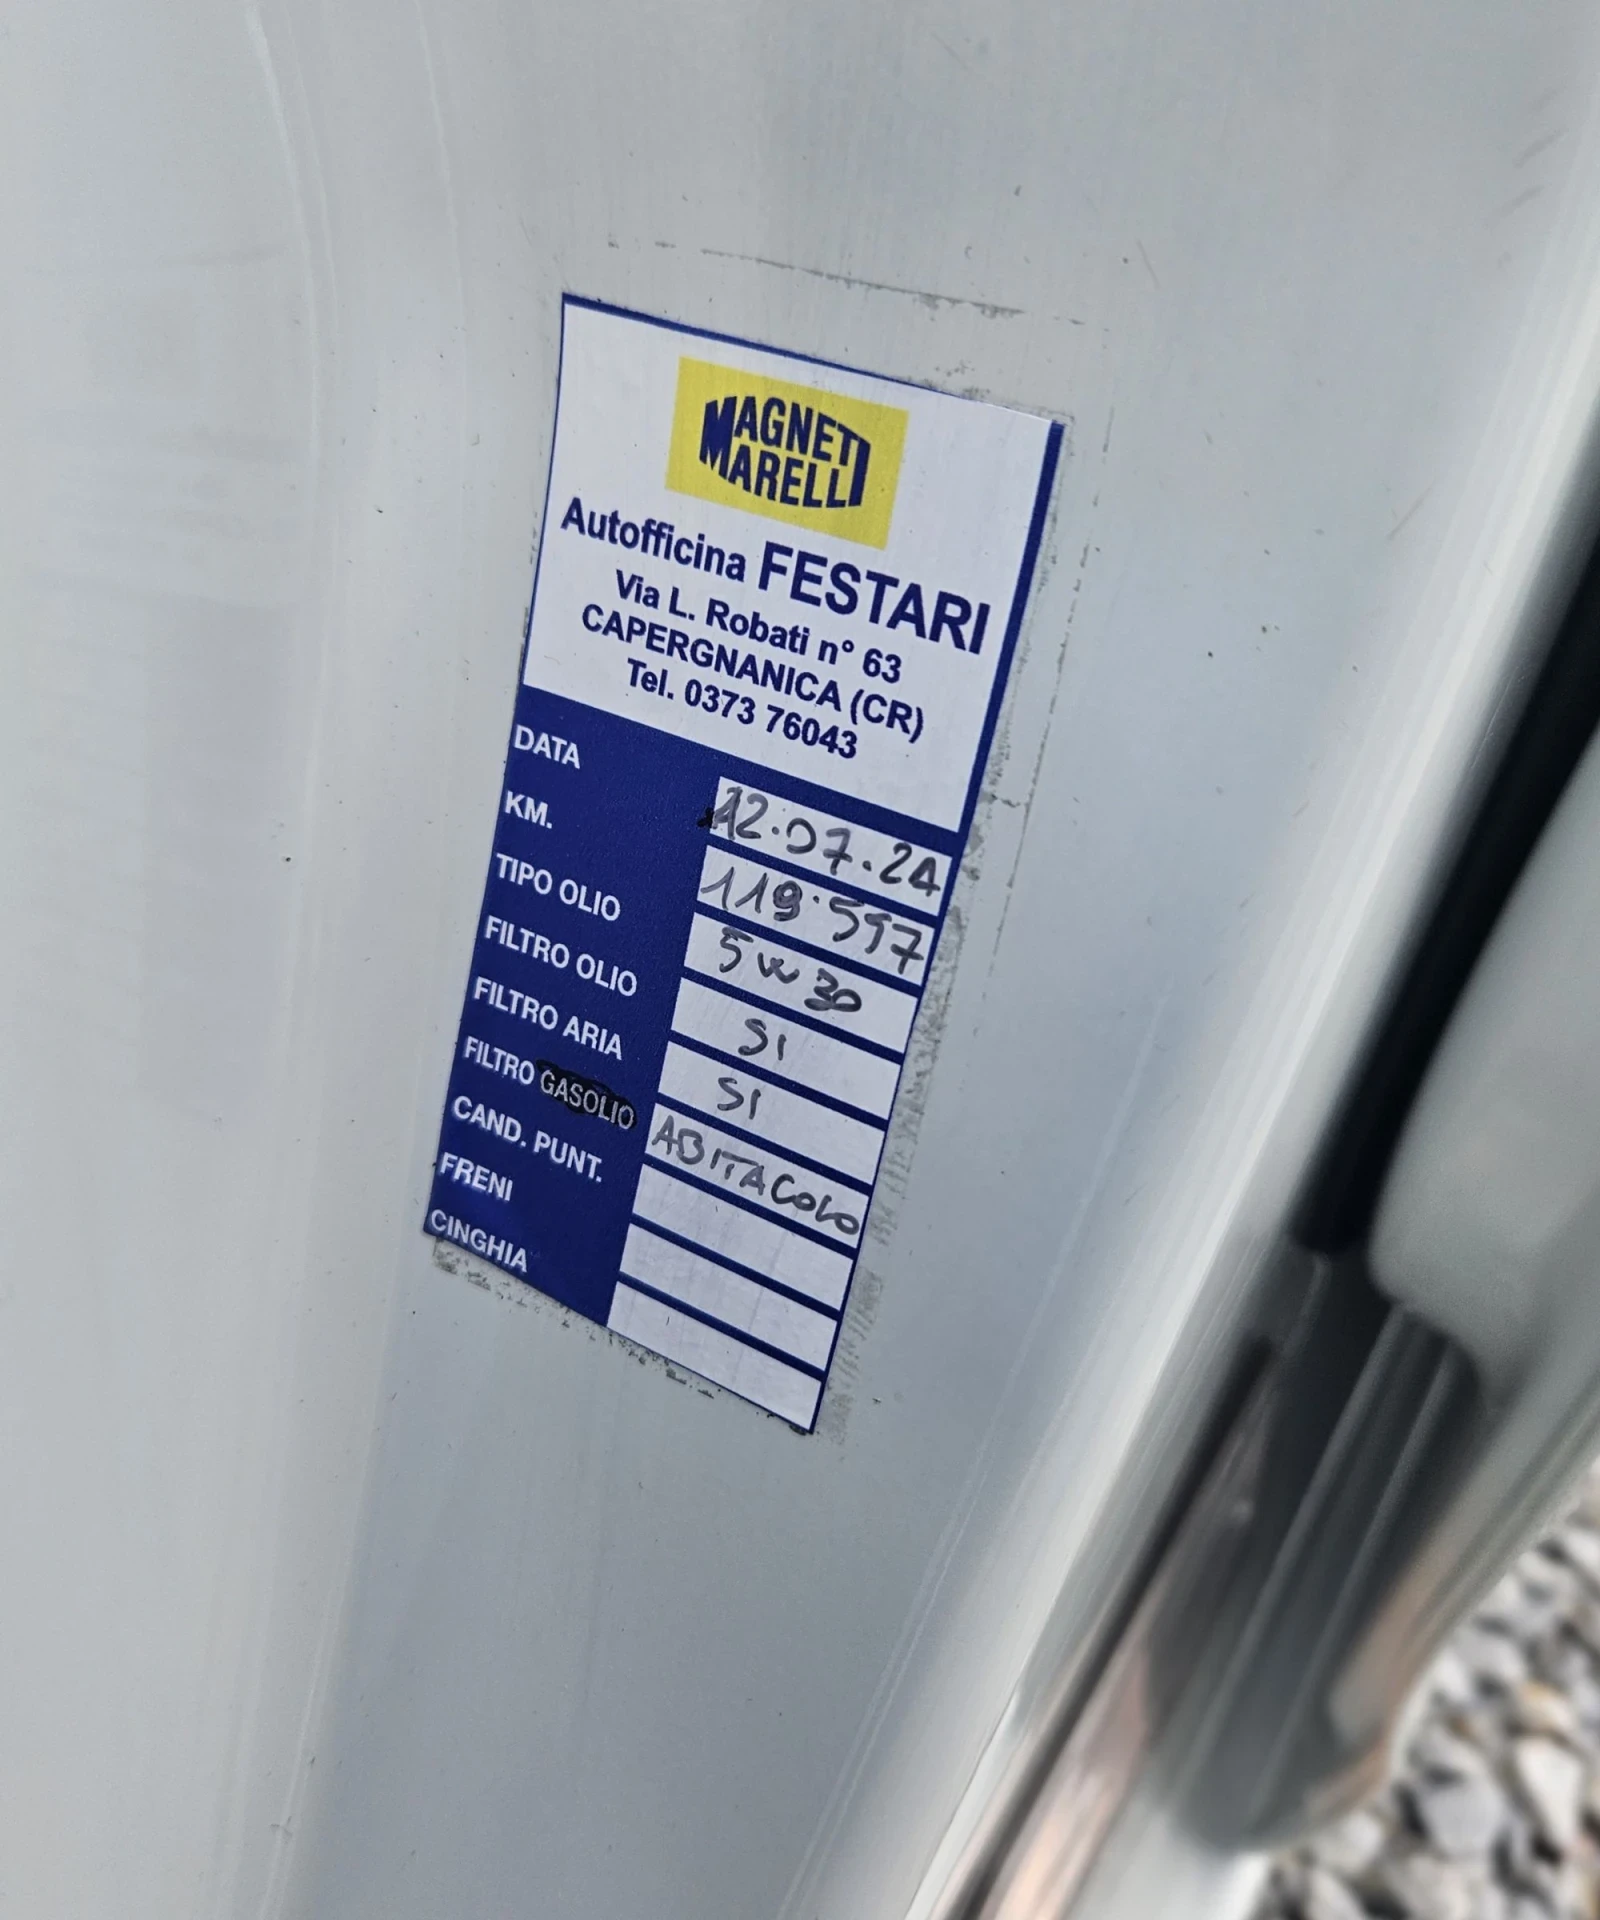 MAGNETI
MARELLI
Autofficina FESTARI
Via L. Robati n° 63
CAPERGNANICA (CR)
Tel. 0373 76043
DATA 12.07.24
KM. 119.597
TIPO OLIO 5W30
FILTRO OLIO SI
FILTRO ARIA SI
FILTRO GASOLIO ABITACOLO
CAND. PUNT.
FRENI
CINGHIA